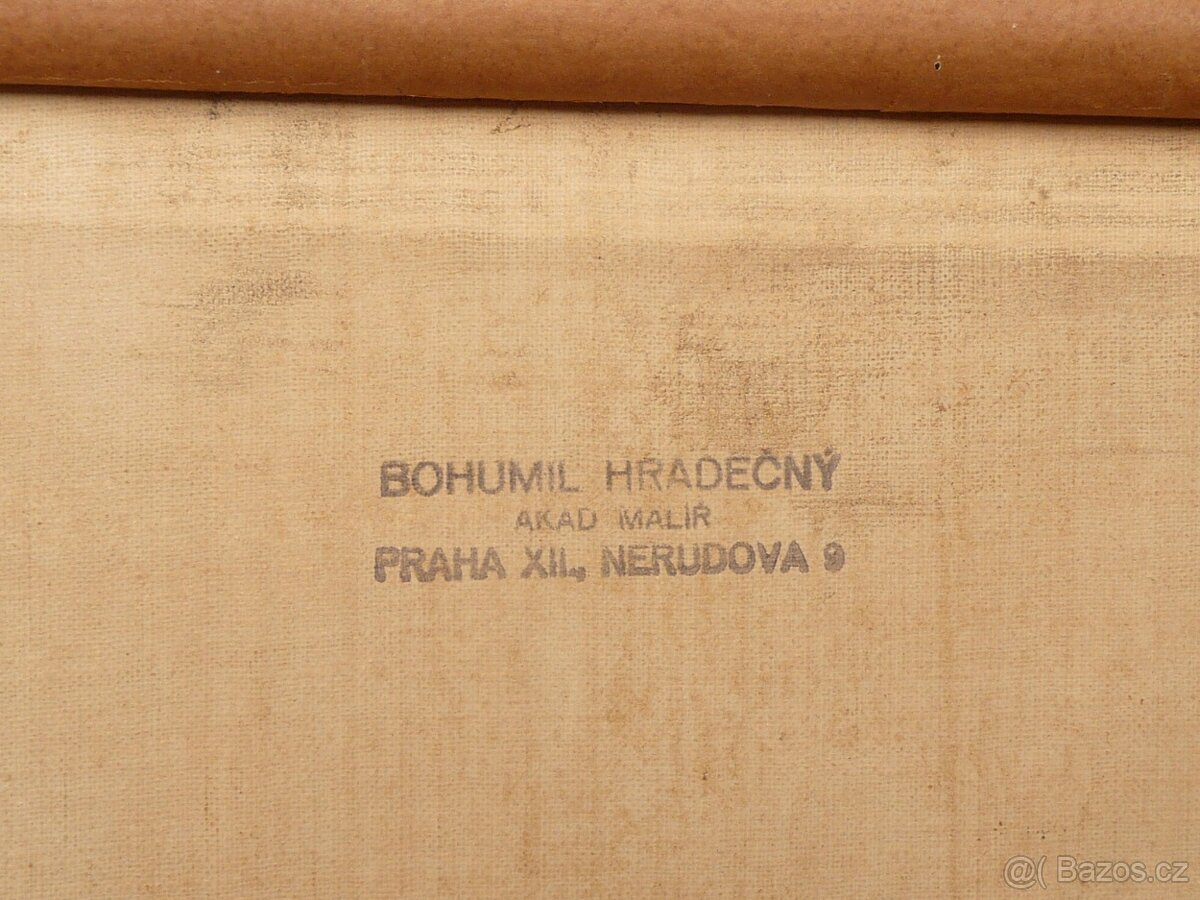 BOHUMIL HRADEČNÝ
AKAD MALÍŘ
PRAHA XII., NERUDOVA 9
@( Bazos.cz